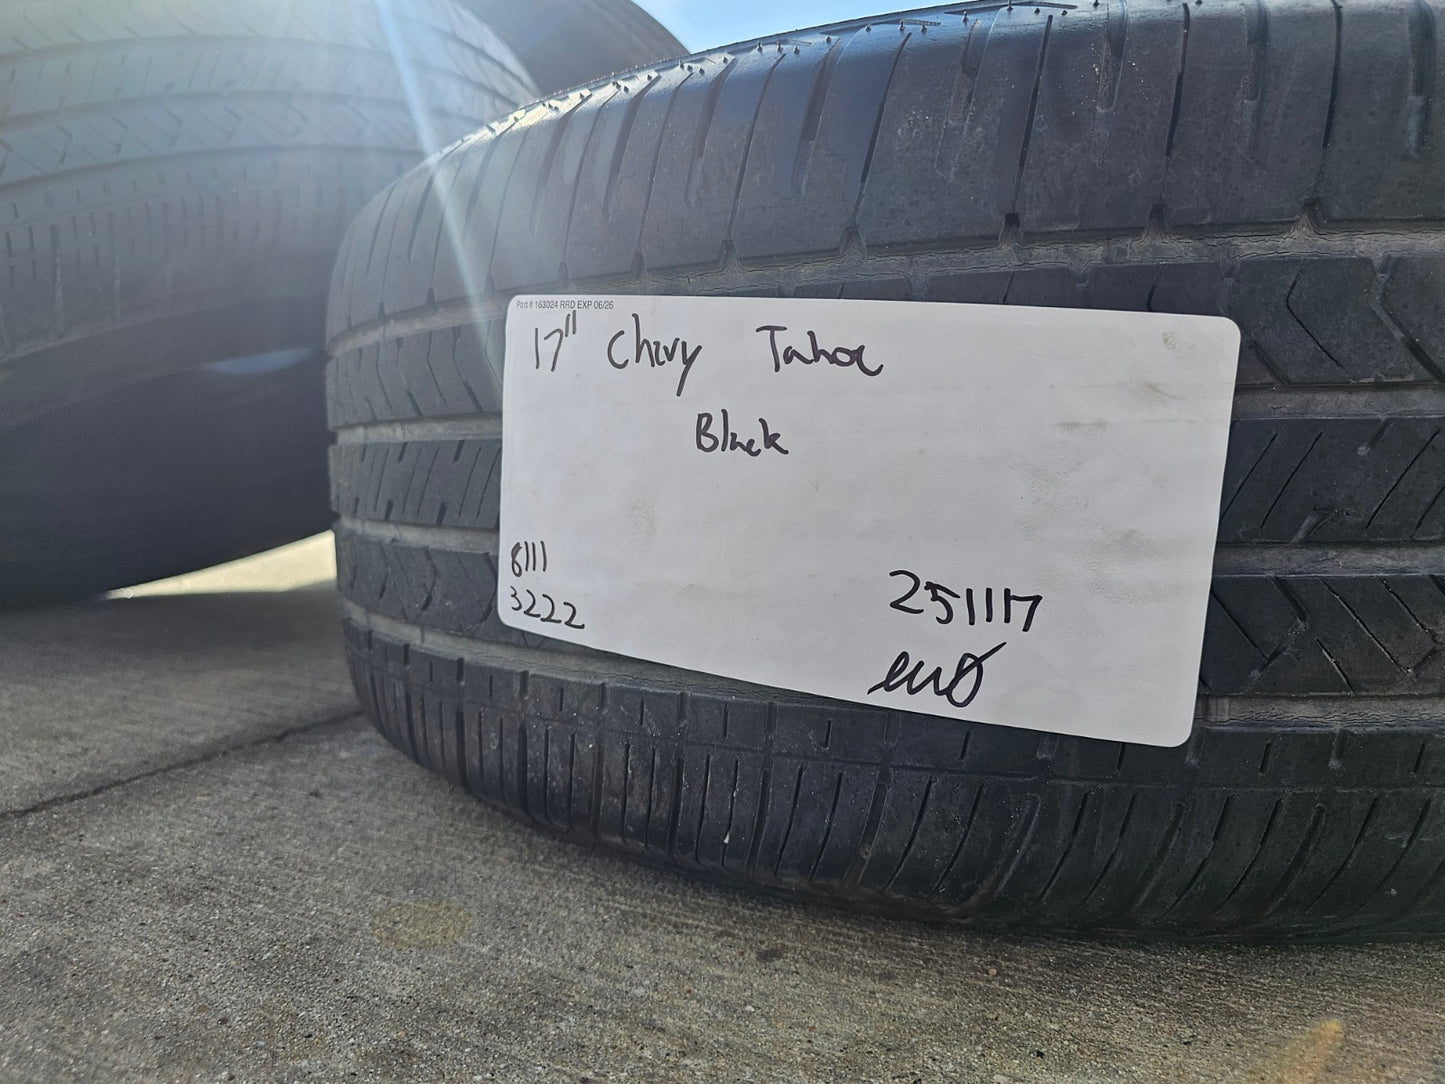 Part # 163024 RRD EXP 06/26
17" Chevy Tahoe
Black
8111
3222
251117